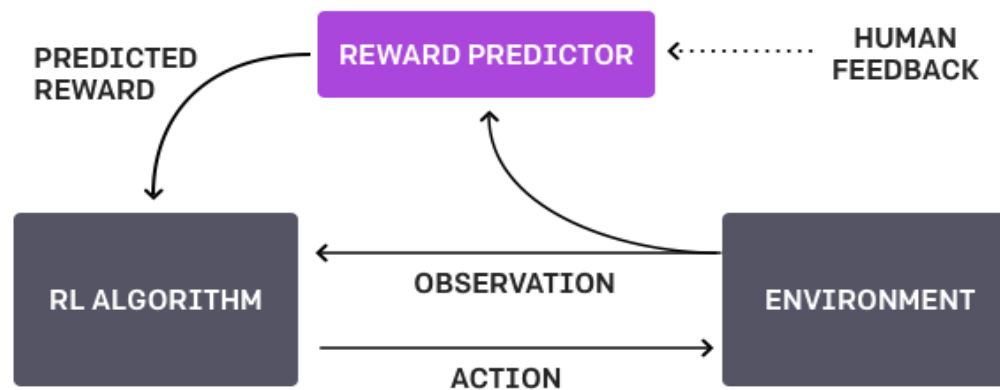 PREDICTED
REWARD
REWARD PREDICTOR
HUMAN
FEEDBACK
RL ALGORITHM
OBSERVATION
ACTION
ENVIRONMENT